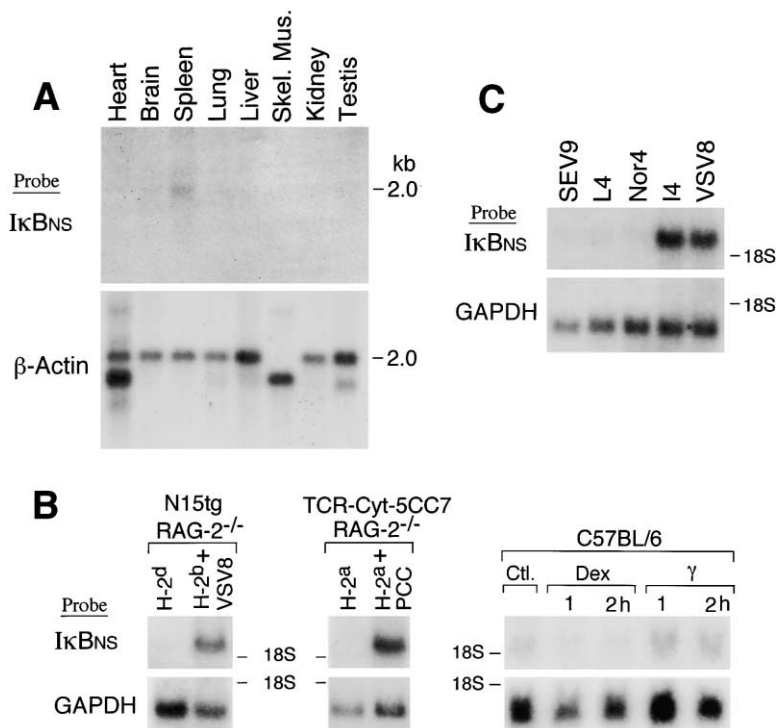 A
Heart
Brain
Spleen
Lung
Liver
Skel. Mus.
Kidney
Testis
kb
Probe
IκBNS
2.0
β-Actin
2.0
C
SEV9
L4
Nor4
I4
VSV8
Probe
IκBNS
18S
18S
GAPDH
B
N15tg
RAG-2-/-
H-2d
H-2b+
VSV8
TCR-Cyt-5CC7
RAG-2-/-
H-2a
H-2a+
PCC
C57BL/6
Ctl.
Dex
γ
1
2h
1
2h
Probe
IκBNS
18S
18S
18S
GAPDH
18S
18S